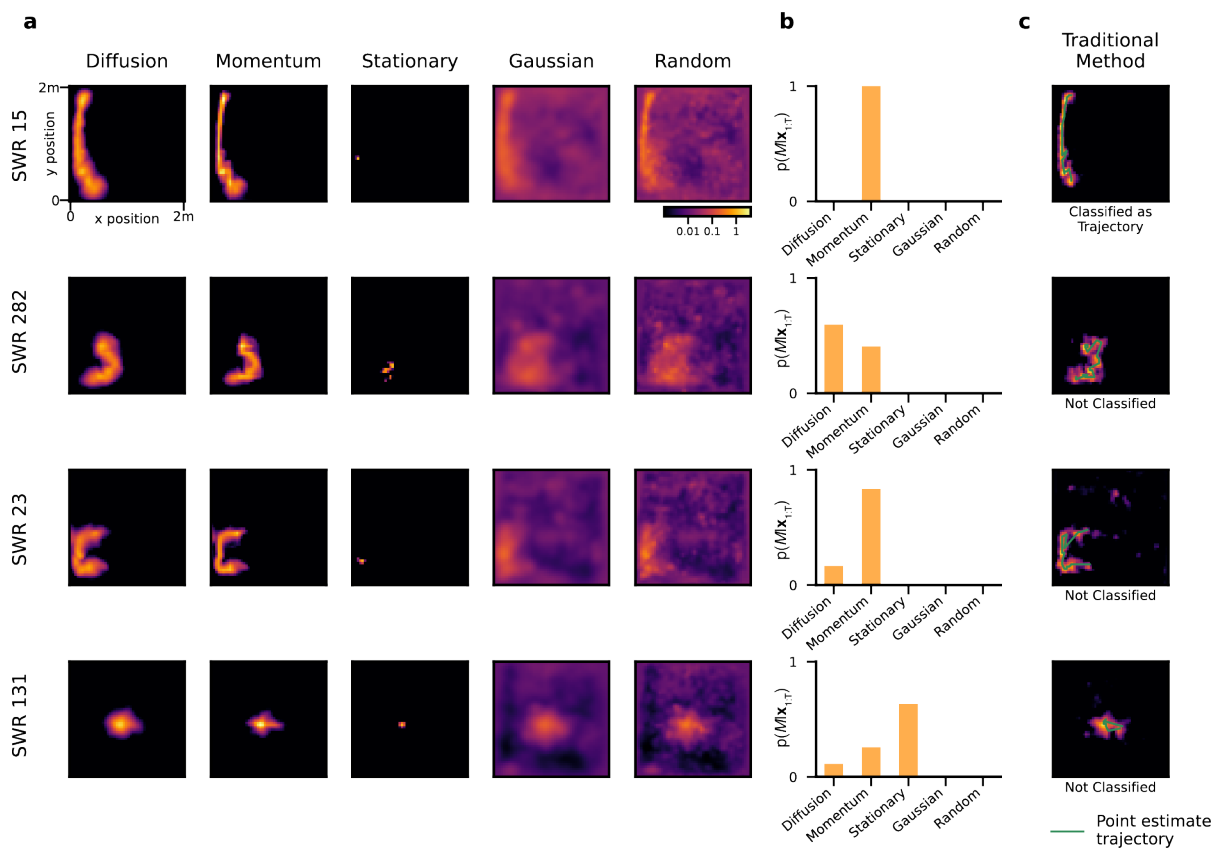 a
b
c
Diffusion
Momentum
Stationary
Gaussian
Random
Traditional
Method
SWR 15
2m
y position
0
0
x position
2m
0.01 0.1 1
1
p(M|x1:T)
0
Diffusion
Momentum
Stationary
Gaussian
Random
Classified as
Trajectory
SWR 282
1
p(M|x1:T)
0
Diffusion
Momentum
Stationary
Gaussian
Random
Not Classified
SWR 23
1
p(M|x1:T)
0
Diffusion
Momentum
Stationary
Gaussian
Random
Not Classified
SWR 131
1
p(M|x1:T)
0
Diffusion
Momentum
Stationary
Gaussian
Random
Not Classified
Point estimate
trajectory